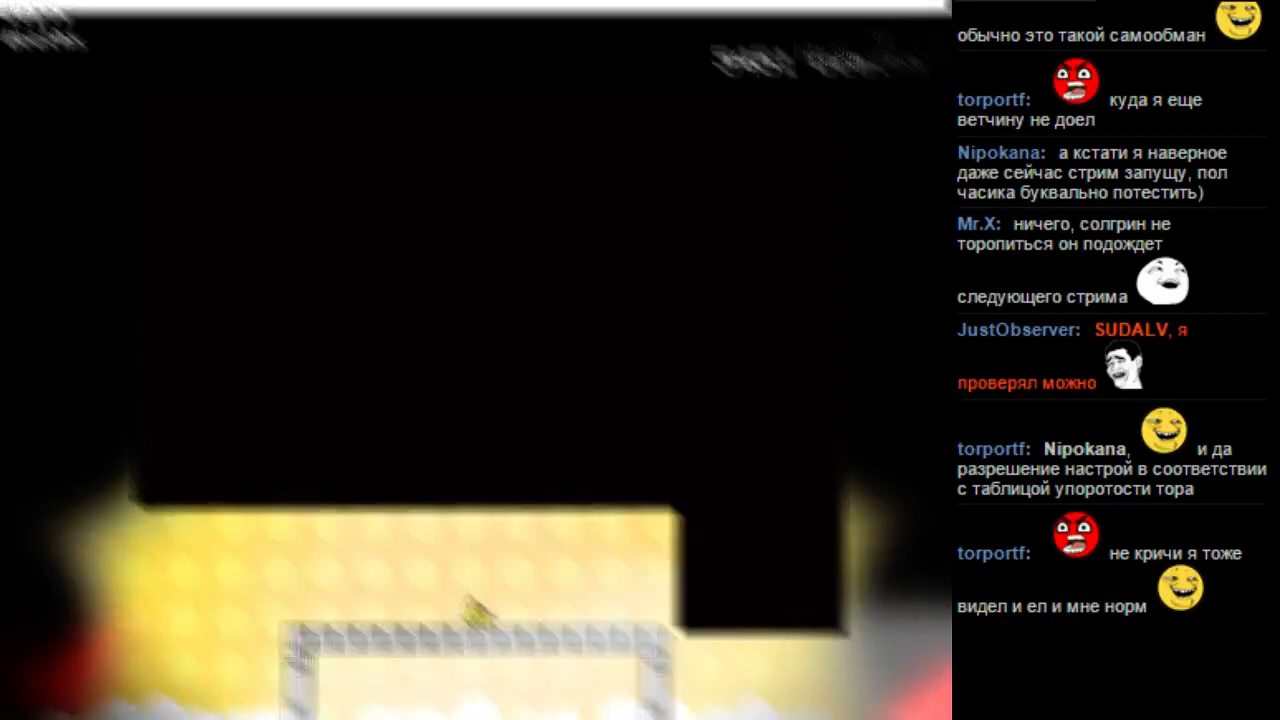 обычно это такой самообман
torportf: куда я еще
ветчину не доел
Nipokana: а кстати я наверное
даже сейчас стрим запущу, пол
часика буквально потестить)
Mr.X: ничего, солгрин не
торопиться он подождет
следующего стрима
JustObserver: SUDALV, я
проверял можно
torportf: Nipokana, и да
разрешение настрой в соответствии
с таблицой упоротости тора
torportf: не кричи я тоже
видел и ел и мне норм